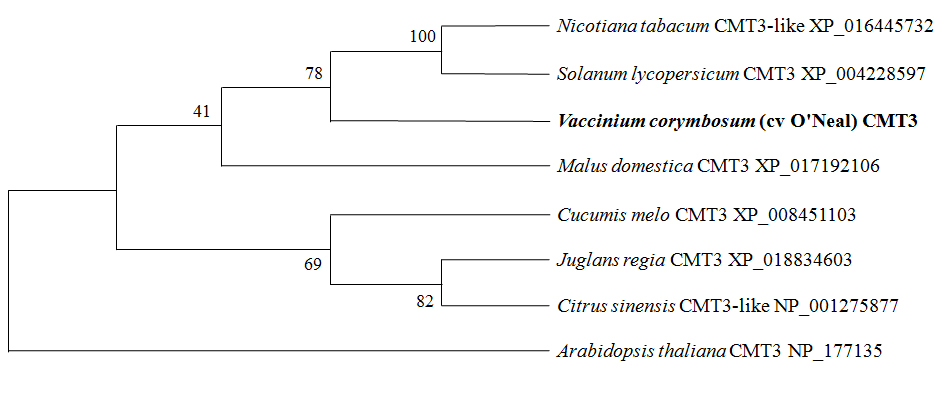 Nicotiana tabacum CMT3-like XP_016445732
100
78
Solanum lycopersicum CMT3 XP_004228597
41
Vaccinium corymbosum (cv O'Neal) CMT3
Malus domestica CMT3 XP_017192106
Cucumis melo CMT3 XP_008451103
69
Juglans regia CMT3 XP_018834603
82
Citrus sinensis CMT3-like NP_001275877
Arabidopsis thaliana CMT3 NP_177135